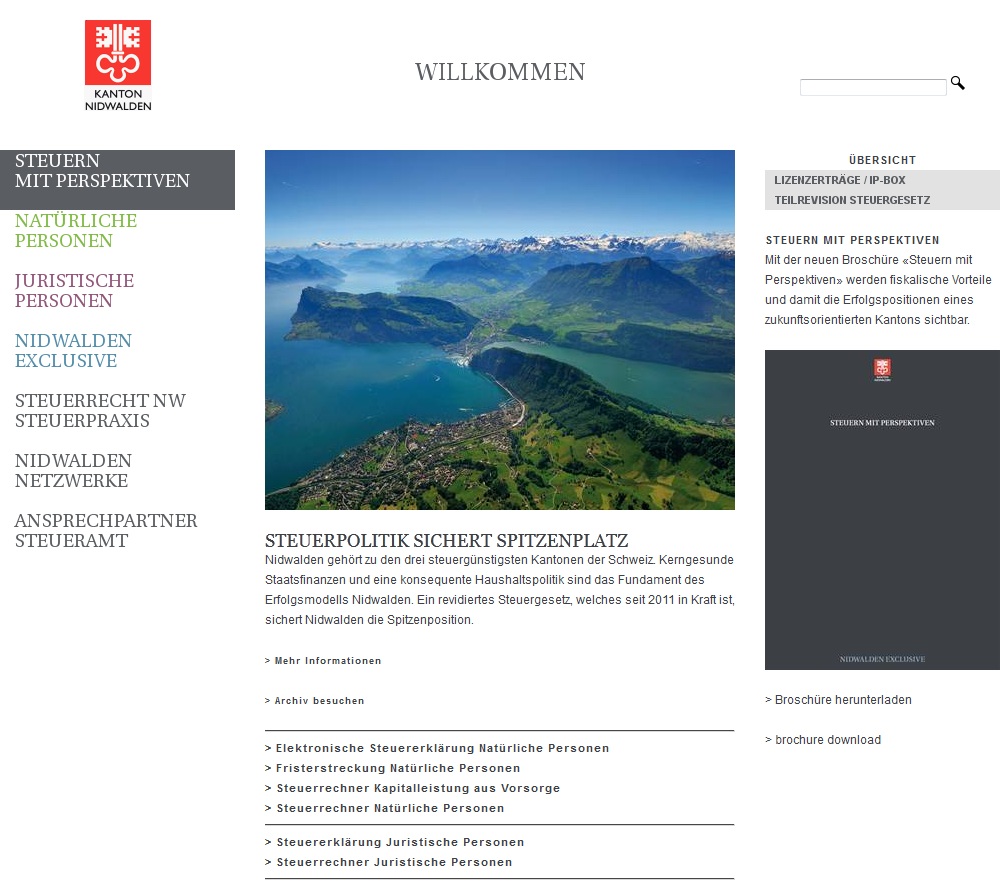 KANTON
NIDWALDEN
WILLKOMMEN
STEUERN
MIT PERSPEKTIVEN
NATÜRLICHE
PERSONEN
JURISTISCHE
PERSONEN
NIDWALDEN
EXCLUSIVE
STEUERRECHT NW
STEUERPRAXIS
NIDWALDEN
NETZWERKE
ANSPRECHPARTNER
STEUERAMT
STEUERPOLITIK SICHERT SPITZENPLATZ
Nidwalden gehört zu den drei steuergünstigsten Kantonen der Schweiz. Kerngesunde
Staatsfinanzen und eine konsequente Haushaltspolitik sind das Fundament des
Erfolgsmodells Nidwalden. Ein revidiertes Steuergesetz, welches seit 2011 in Kraft ist,
sichert Nidwalden die Spitzenposition.
> Mehr Informationen
> Archiv besuchen
> Elektronische Steuererklärung Natürliche Personen
> Fristerstreckung Natürliche Personen
> Steuerrechner Kapitalleistung aus Vorsorge
> Steuerrechner Natürliche Personen
> Steuererklärung Juristische Personen
> Steuerrechner Juristische Personen
ÜBERSICHT
LIZENZERTRÄGE / IP-BOX
TEILREVISION STEUERGESETZ
STEUERN MIT PERSPEKTIVEN
Mit der neuen Broschüre «Steuern mit
Perspektiven» werden fiskalische Vorteile
und damit die Erfolgspositionen eines
zukunftsorientierten Kantons sichtbar.
KANTON
NIDWALDEN
STEUERN MIT PERSPEKTIVEN
NIDWALDEN EXCLUSIVE
> Broschüre herunterladen
> brochure download